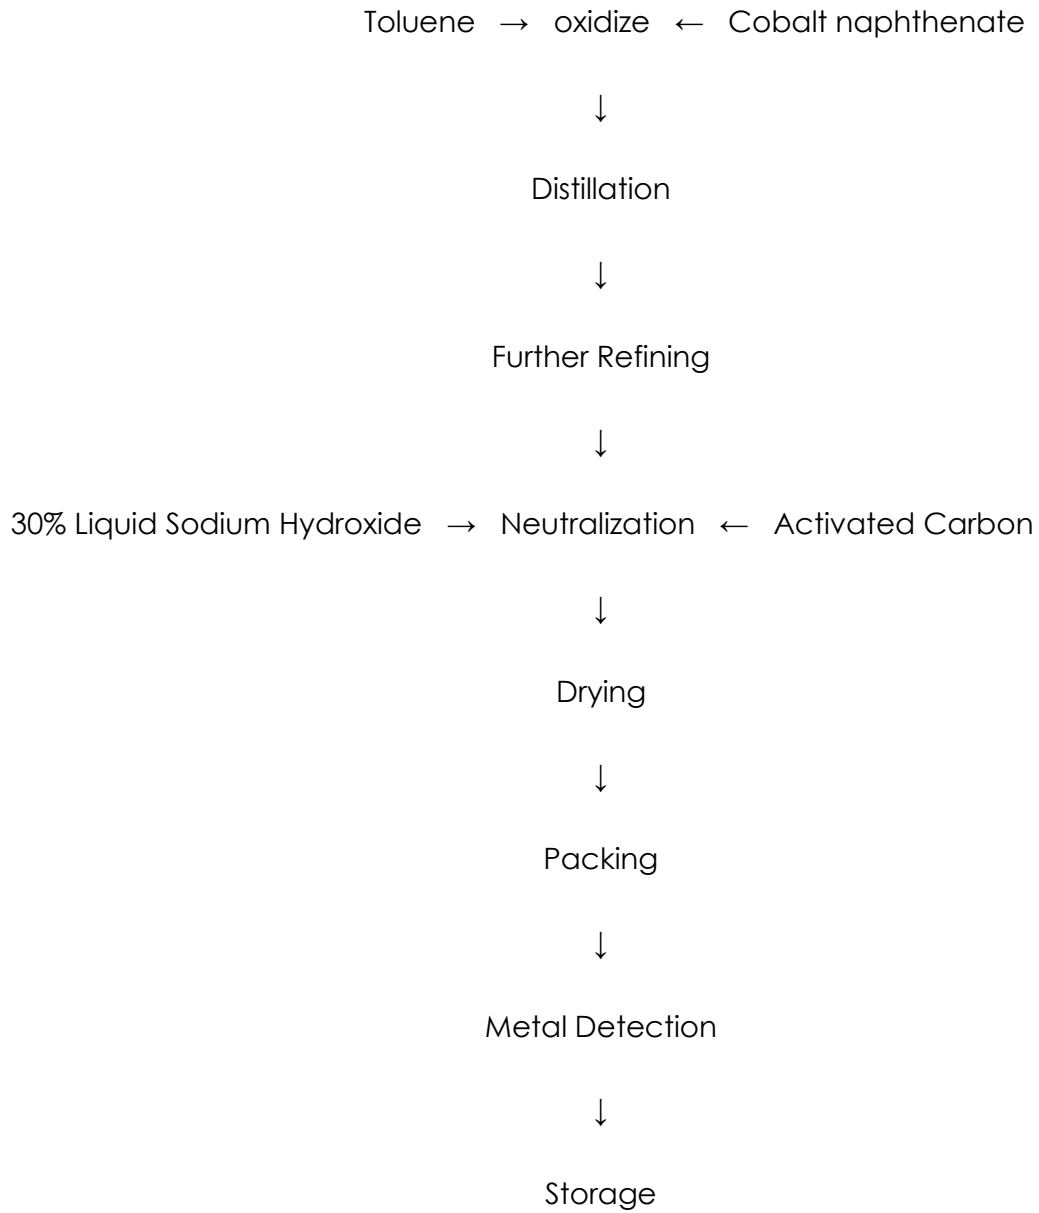 Toluene → oxidize ← Cobalt naphthenate
↓
Distillation
↓
Further Refining
↓
30% Liquid Sodium Hydroxide → Neutralization ← Activated Carbon
↓
Drying
↓
Packing
↓
Metal Detection
↓
Storage